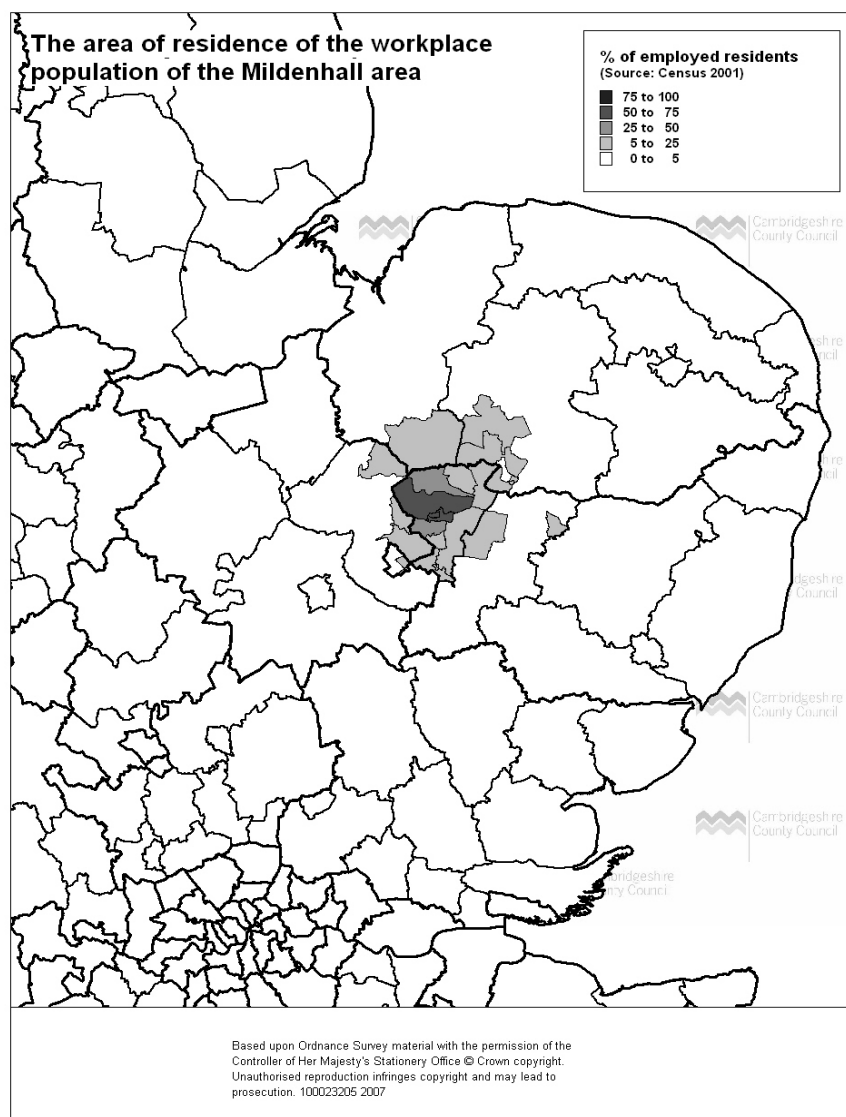 The area of residence of the workplace
population of the Mildenhall area
% of employed residents
(Source: Census 2001)
75 to 100
50 to 75
25 to 50
5 to 25
0 to 5
Cambridgeshire
County Council
Cambridgeshire
County Council
Cambridgeshire
County Council
Based upon Ordnance Survey material with the permission of the
Controller of Her Majesty's Stationery Office © Crown copyright.
Unauthorised reproduction infringes copyright and may lead to
prosecution. 100023205 2007